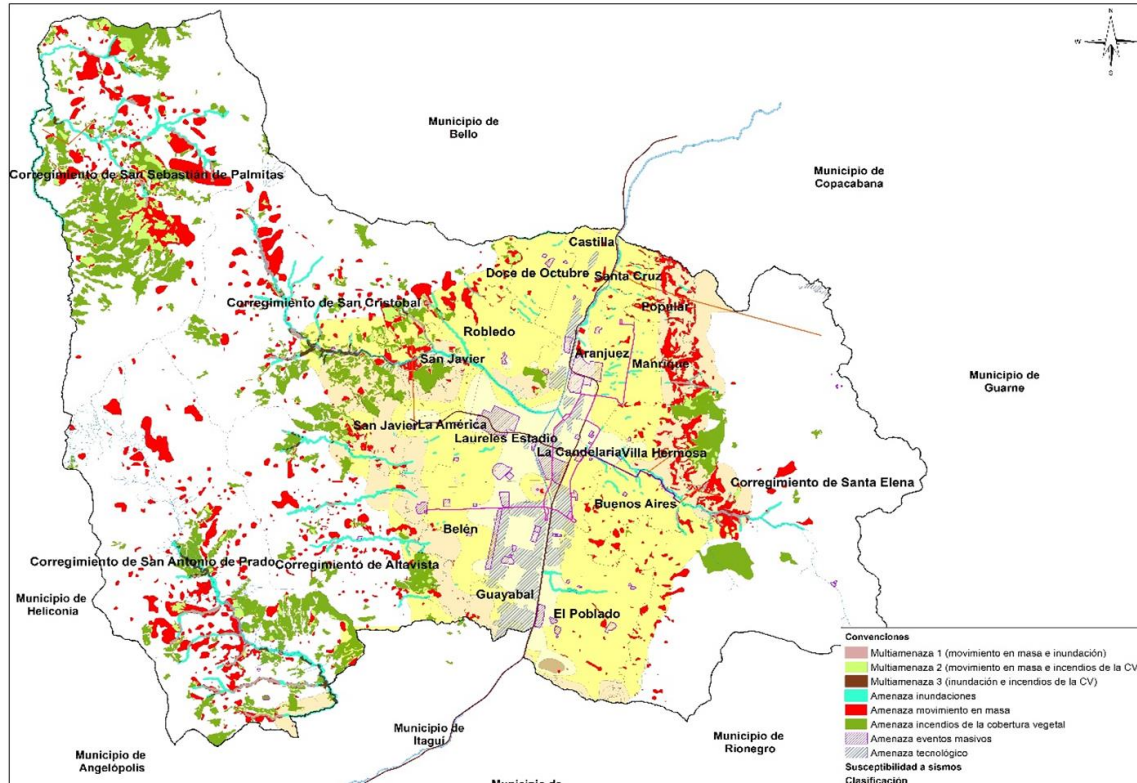 N
W
S
Municipio de
Bello
Municipio de
Copacabana
Corregimiento de San Sebastián de Palmitas
Castilla
Doce de Octubre
Santa Cruz
Corregimiento de San Cristóbal
Popular
Robledo
Aranjuez
San Javier
Manrique
Municipio de
Guarne
San Javier
La América
Laureles Estadio
La Candelaria
Villa Hermosa
Corregimiento de Santa Elena
Buenos Aires
Belén
Corregimiento de San Antonio de Prado
Corregimiento de Altavista
Municipio de
Heliconia
Guayabal
El Poblado
Municipio de
Itaguí
Municipio de
Rionegro
Municipio de
Angelópolis
Municipio de
Convenciones
Multiamenaza 1 (movimiento en masa e inundación)
Multiamenaza 2 (movimiento en masa e incendios de la CV
Multiamenaza 3 (inundación e incendios de la CV)
Amenaza inundaciones
Amenaza movimiento en masa
Amenaza incendios de la cobertura vegetal
Amenaza eventos masivos
Amenaza tecnológico
Susceptibilidad a sismos
Clasificación